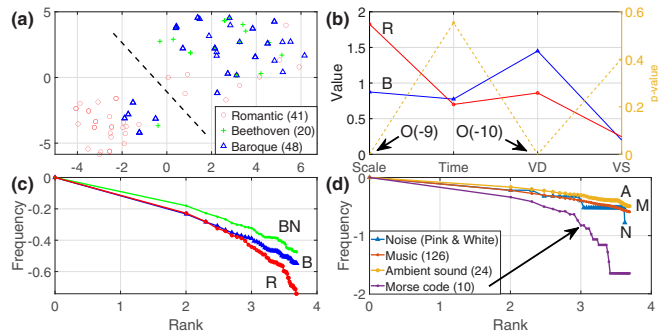 (a)
5
0
-5
-4
-2
0
2
4
6
Romantic (41)
Beethoven (20)
Baroque (48)
(b)
2
1.5
1
0.5
0
Value
R
B
O(-9)
O(-10)
0.6
0.4
0.2
0
p-value
Scale
Time
VD
VS
(c)
0
-0.2
-0.4
-0.6
Frequency
BN
B
R
0
1
2
3
4
Rank
(d)
0
-1
-2
Frequency
A
M
N
Noise (Pink & White)
Music (126)
Ambient sound (24)
Morse code (10)
0
1
2
3
4
Rank